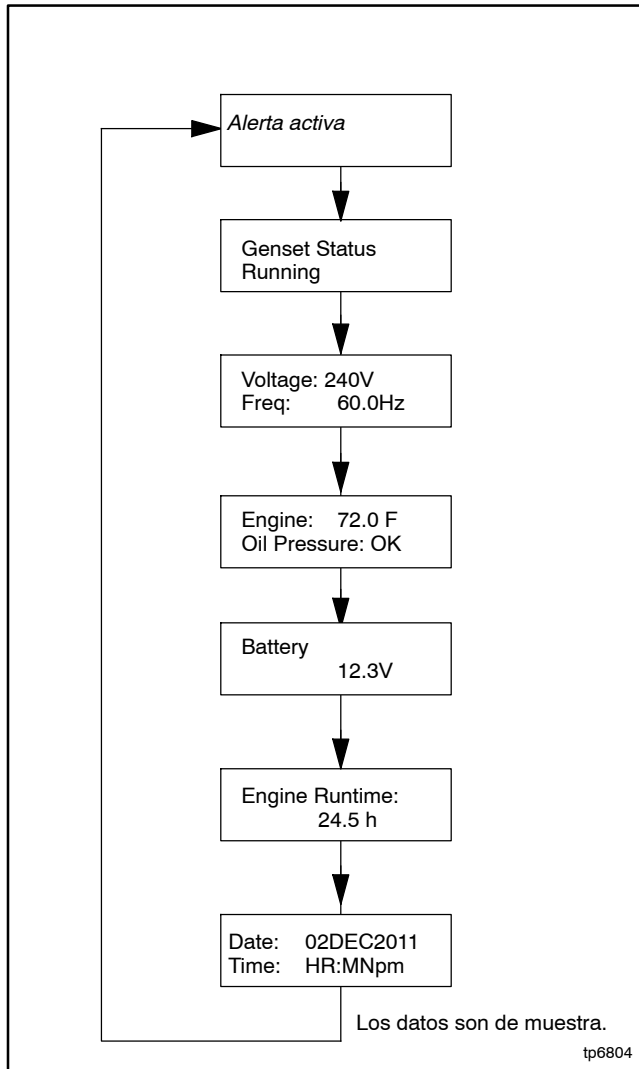 Alerta activa
Genset Status
Running
Voltage: 240V
Freq: 60.0Hz
Engine: 72.0 F
Oil Pressure: OK
Battery
12.3V
Engine Runtime:
24.5 h
Date: 02DEC2011
Time: HR:MNpm
Los datos son de muestra.
tp6804